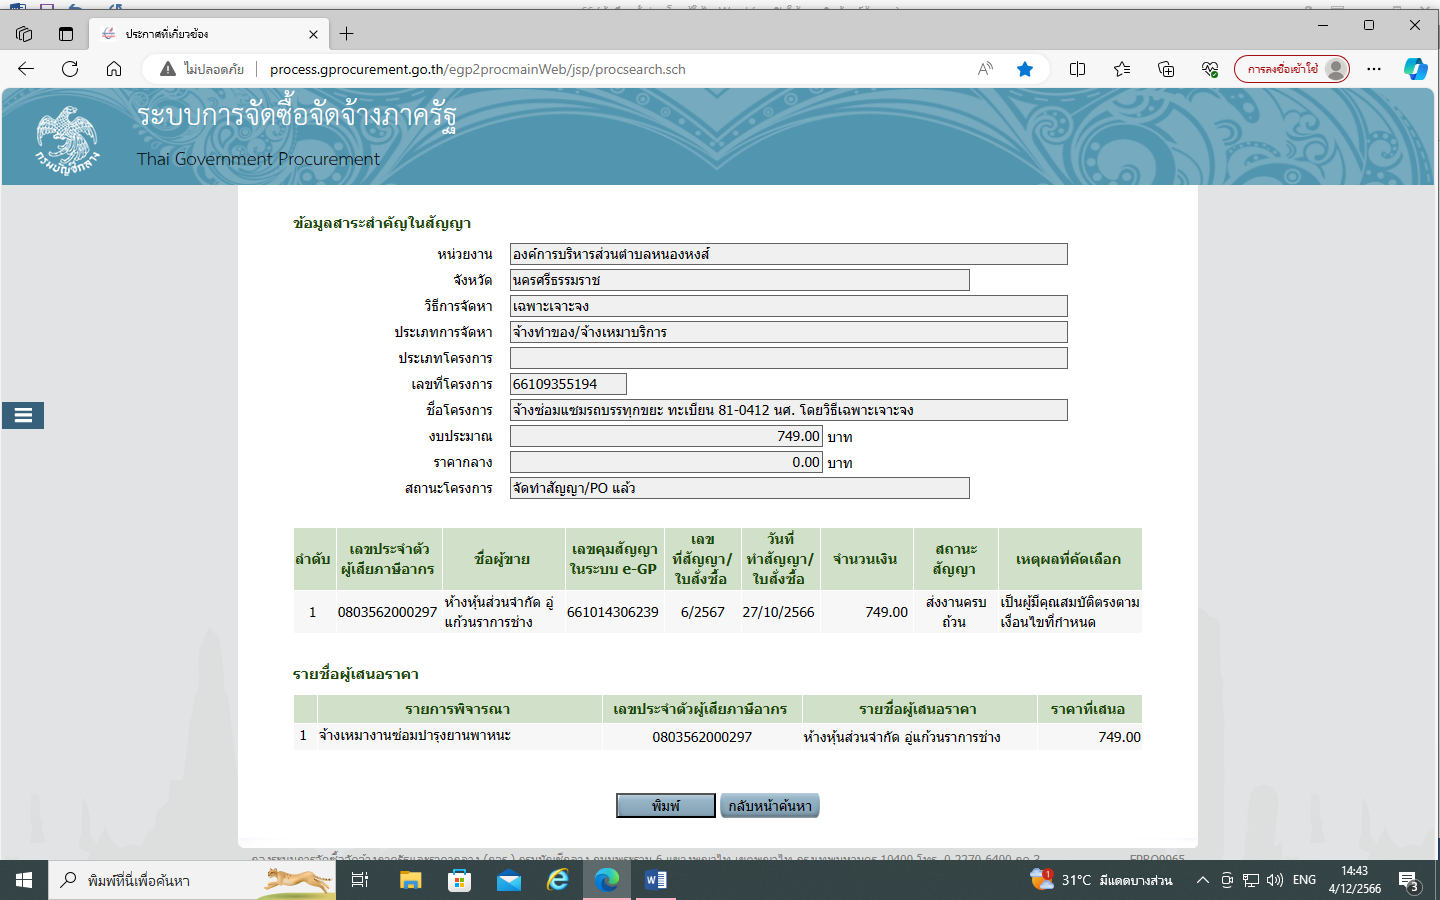 ประกาศที่เกี่ยวข้อง
ไม่ปลอดภัย
process.gprocurement.go.th/egp2procmainWeb/jsp/procsearch.sch
การลงชื่อเข้าใช้
ระบบการจัดซื้อจัดจ้างภาครัฐ
Thai Government Procurement
กรมบัญชีกลาง
ข้อมูลสาระสำคัญในสัญญา
หน่วยงาน องค์การบริหารส่วนตำบลหนองหงส์
จังหวัด นครศรีธรรมราช
วิธีการจัดหา เฉพาะเจาะจง
ประเภทการจัดหา จ้างทำของ/จ้างเหมาบริการ
ประเภทโครงการ
เลขที่โครงการ 66109355194
ชื่อโครงการ จ้างซ่อมแซมรถบรรทุกขยะ ทะเบียน 81-0412 นศ. โดยวิธีเฉพาะเจาะจง
งบประมาณ 749.00 บาท
ราคากลาง 0.00 บาท
สถานะโครงการ จัดทำสัญญา/PO แล้ว
ลำดับ เลขประจำตัวผู้เสียภาษีอากร ชื่อผู้ขาย เลขคุมสัญญาในระบบ e-GP เลขที่สัญญา/ใบสั่งซื้อ วันที่ทำสัญญา/ใบสั่งซื้อ จำนวนเงิน สถานะสัญญา เหตุผลที่คัดเลือก
1 0803562000297 ห้างหุ้นส่วนจำกัด อู่แก้วนราการช่าง 661014306239 6/2567 27/10/2566 749.00 ส่งงานครบถ้วน เป็นผู้มีคุณสมบัติตรงตามเงื่อนไขที่กำหนด
รายชื่อผู้เสนอราคา
รายการพิจารณา เลขประจำตัวผู้เสียภาษีอากร รายชื่อผู้เสนอราคา ราคาที่เสนอ
1 จ้างเหมางานซ่อมบำรุงยานพาหนะ 0803562000297 ห้างหุ้นส่วนจำกัด อู่แก้วนราการช่าง 749.00
พิมพ์ กลับหน้าค้นหา
พิมพ์ที่นี่เพื่อค้นหา
1 31°C มีแดดบางส่วน ENG 14:43
4/12/2566 3